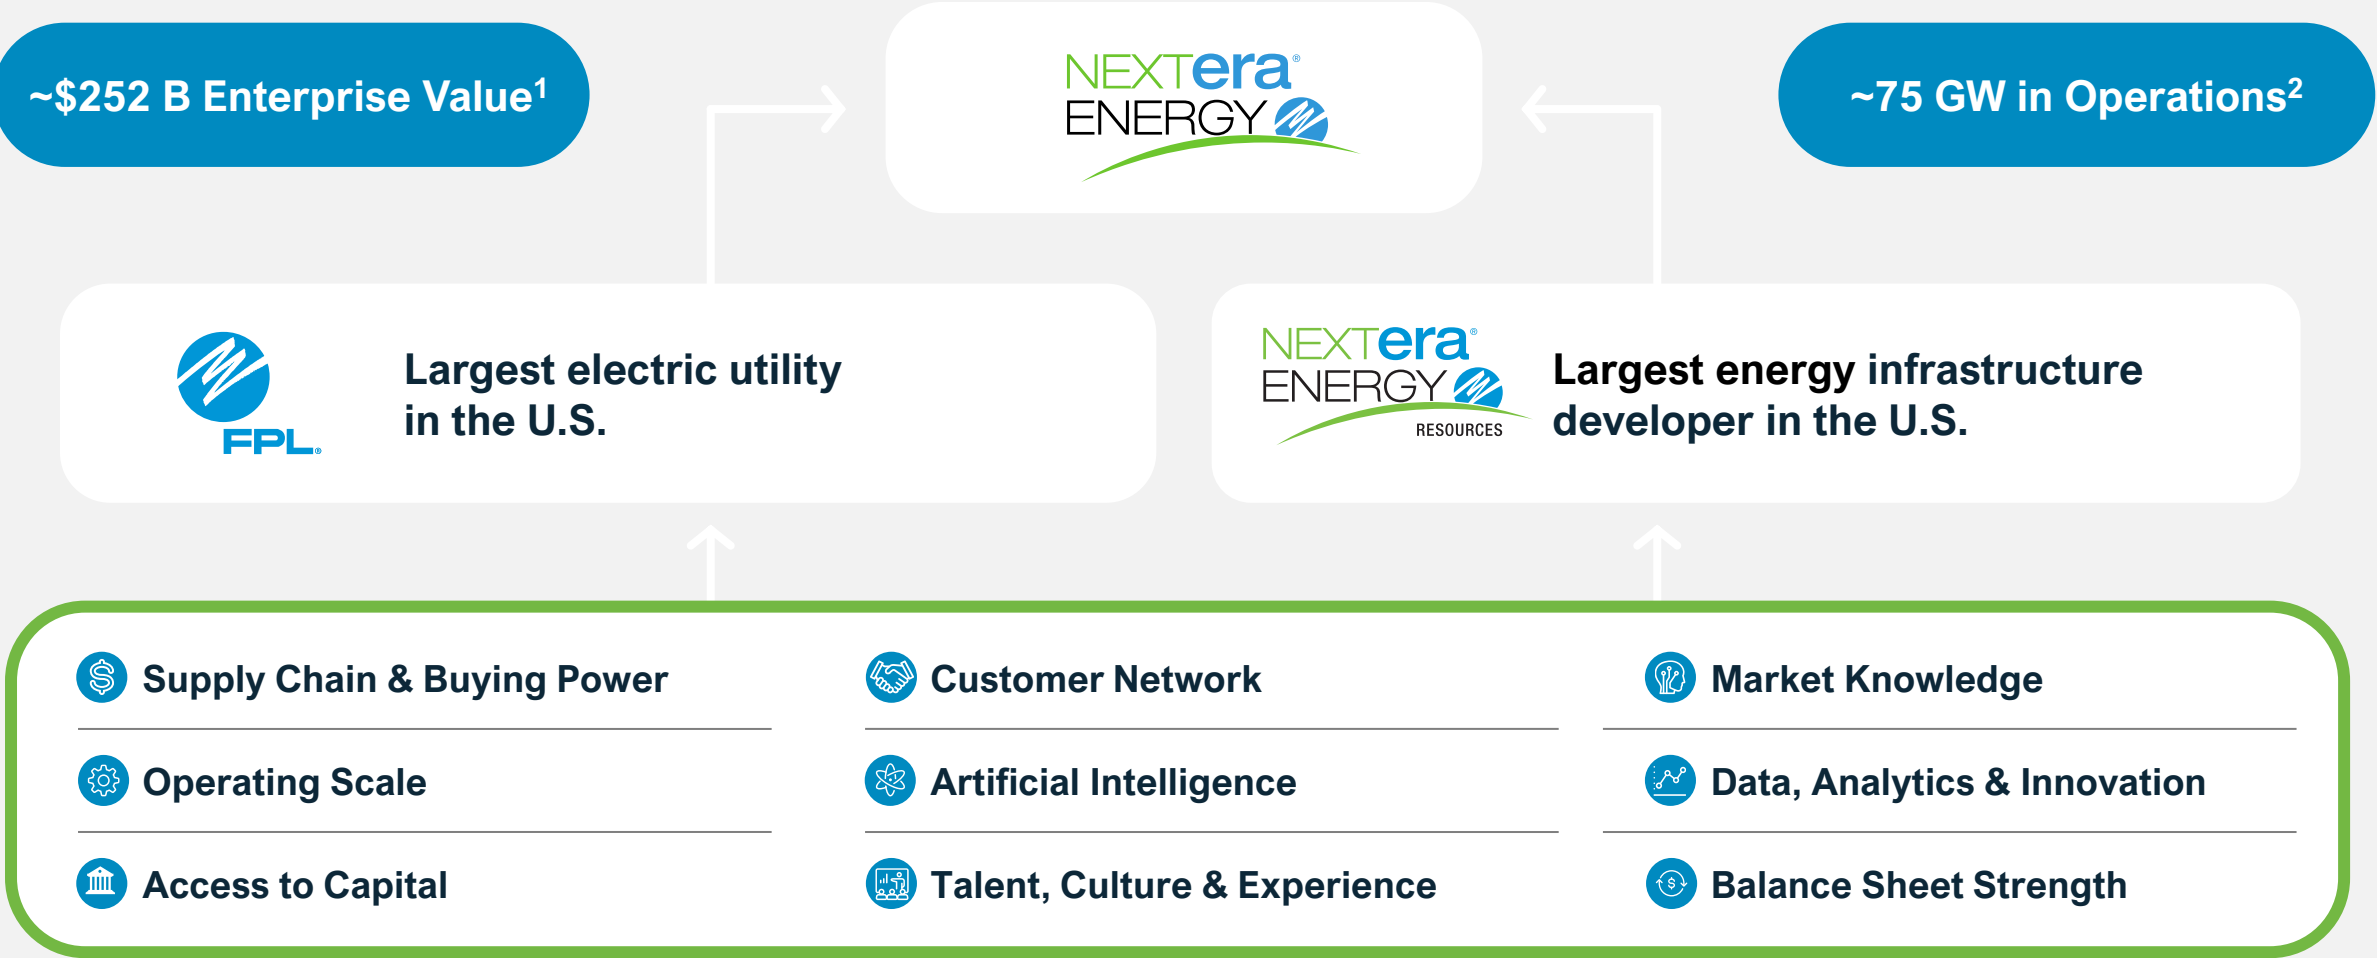 ~$252 B Enterprise Value¹
NEXTera®
ENERGY
~75 GW in Operations²
FPL®
Largest electric utility
in the U.S.
NEXTera®
ENERGY
RESOURCES
Largest energy infrastructure
developer in the U.S.
Supply Chain & Buying Power
Customer Network
Market Knowledge
Operating Scale
Artificial Intelligence
Data, Analytics & Innovation
Access to Capital
Talent, Culture & Experience
Balance Sheet Strength